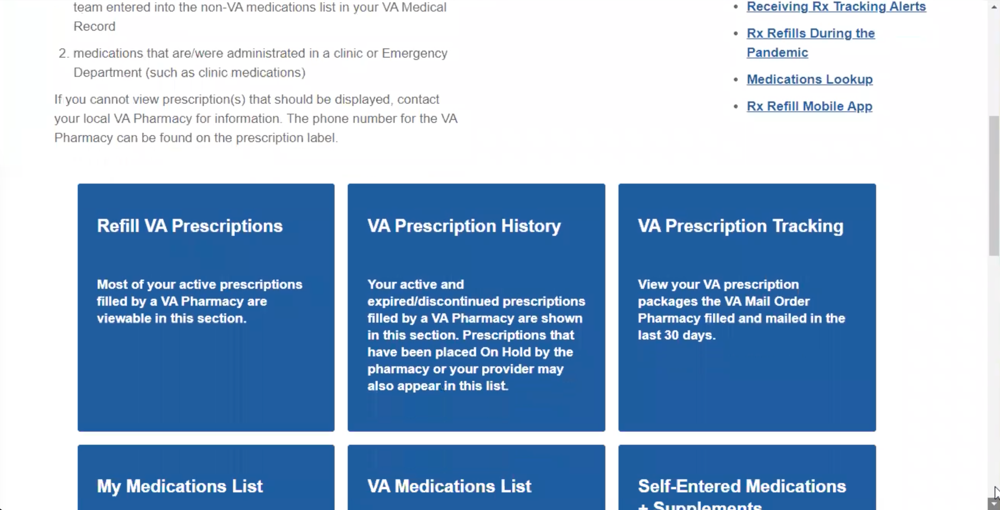 team entered into the non-VA medications list in your VA Medical
Record
2. medications that are/were administrated in a clinic or Emergency
Department (such as clinic medications)
If you cannot view prescription(s) that should be displayed, contact
your local VA Pharmacy for information. The phone number for the VA
Pharmacy can be found on the prescription label.
• Receiving Rx Tracking Alerts
• Rx Refills During the
Pandemic
• Medications Lookup
• Rx Refill Mobile App
Refill VA Prescriptions
Most of your active prescriptions
filled by a VA Pharmacy are
viewable in this section.
VA Prescription History
Your active and
expired/discontinued prescriptions
filled by a VA Pharmacy are shown
in this section. Prescriptions that
have been placed On Hold by the
pharmacy or your provider may
also appear in this list.
VA Prescription Tracking
View your VA prescription
packages the VA Mail Order
Pharmacy filled and mailed in the
last 30 days.
My Medications List
VA Medications List
Self-Entered Medications
+ Supplements